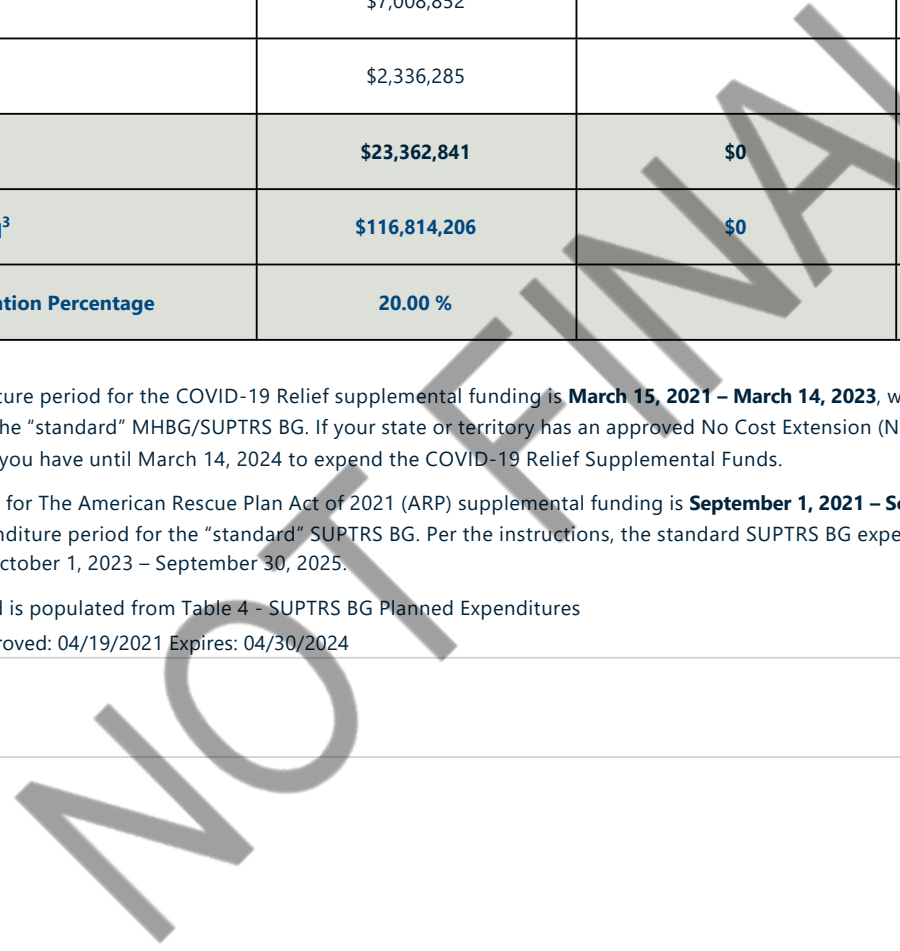 $7,008,852
$2,336,285
$23,362,841 $0
3 $116,814,206 $0
tion Percentage 20.00 %
ture period for the COVID-19 Relief supplemental funding is March 15, 2021 – March 14, 2023, w
he “standard” MHBG/SUPTRS BG. If your state or territory has an approved No Cost Extension (N
you have until March 14, 2024 to expend the COVID-19 Relief Supplemental Funds.
for The American Rescue Plan Act of 2021 (ARP) supplemental funding is September 1, 2021 – Se
nditure period for the “standard” SUPTRS BG. Per the instructions, the standard SUPTRS BG expe
ctober 1, 2023 – September 30, 2025.
is populated from Table 4 - SUPTRS BG Planned Expenditures
roved: 04/19/2021 Expires: 04/30/2024
NOT FINAL